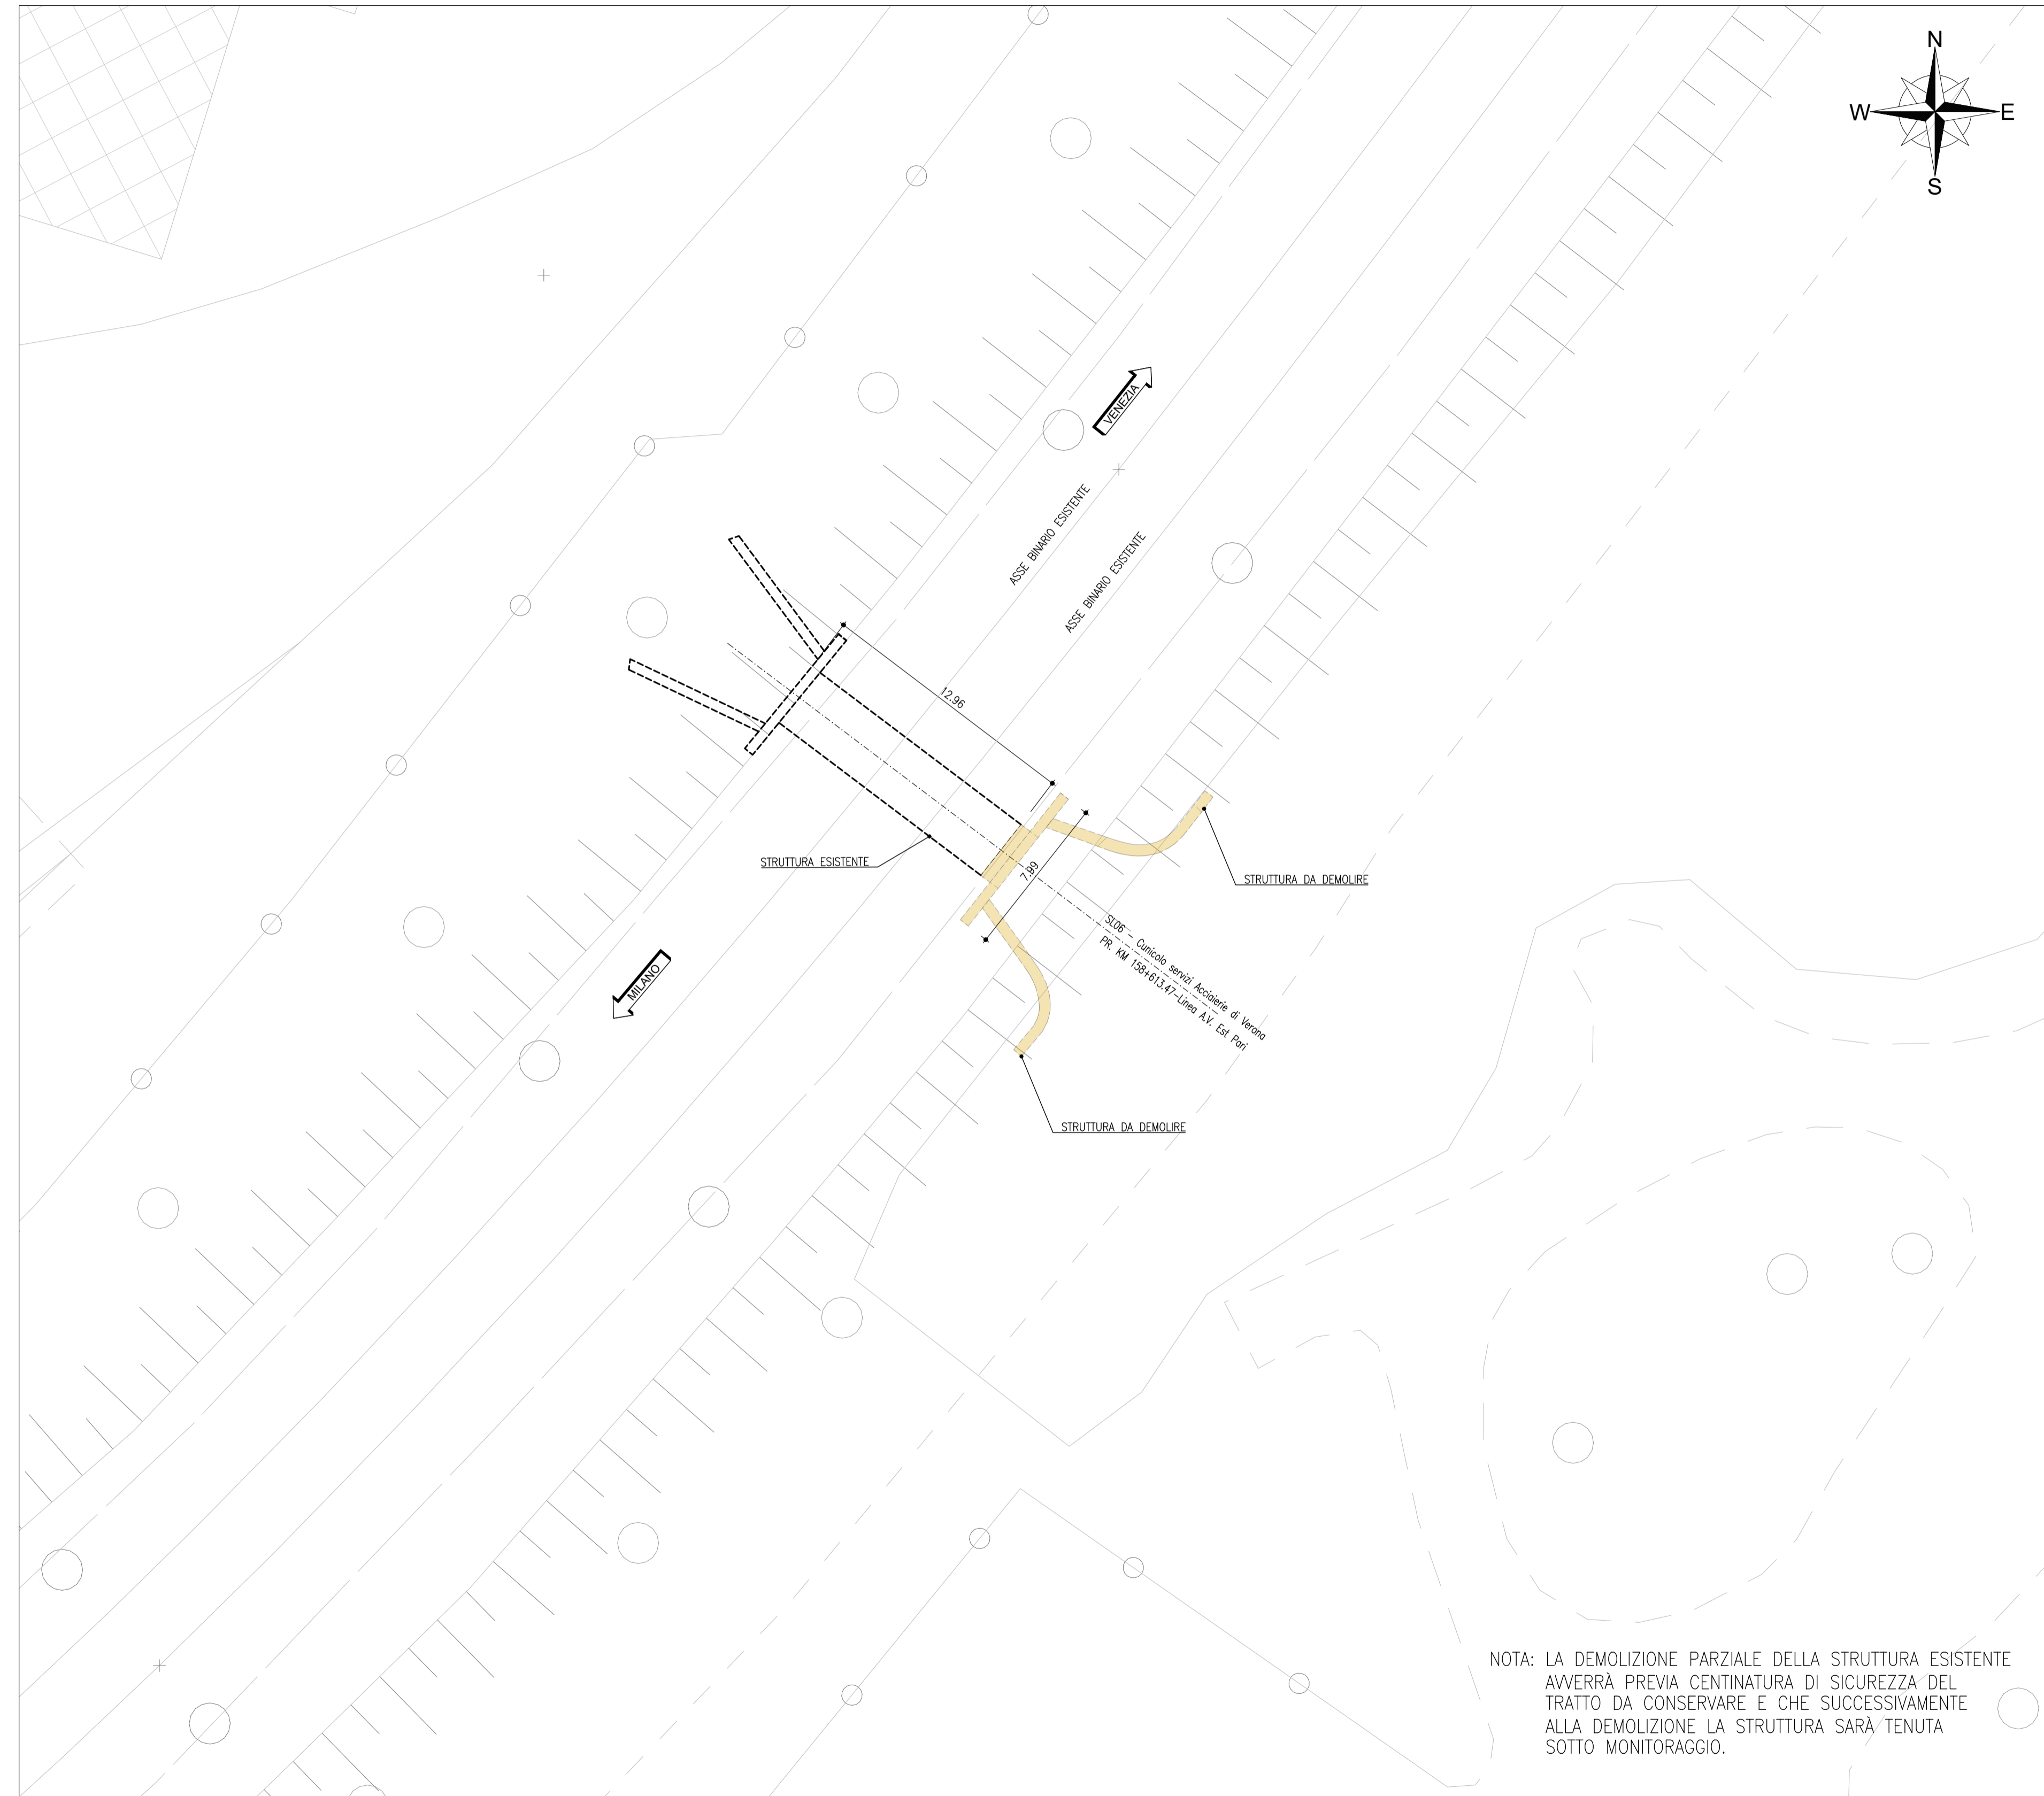 N
W E
S
VENEZIA
ASSE BINARIO ESISTENTE
ASSE BINARIO ESISTENTE
12.96
STRUTTURA ESISTENTE
7.99
STRUTTURA DA DEMOLIRE
SL06 - Cunicolo servizi Acciaierie di Verona
PR. KM 158+613.47-Linea A.V. Est Pari
MILANO
STRUTTURA DA DEMOLIRE
NOTA: LA DEMOLIZIONE PARZIALE DELLA STRUTTURA ESISTENTE
AVVERRÀ PREVIA CENTINATURA DI SICUREZZA DEL
TRATTO DA CONSERVARE E CHE SUCCESSIVAMENTE
ALLA DEMOLIZIONE LA STRUTTURA SARÀ TENUTA
SOTTO MONITORAGGIO.